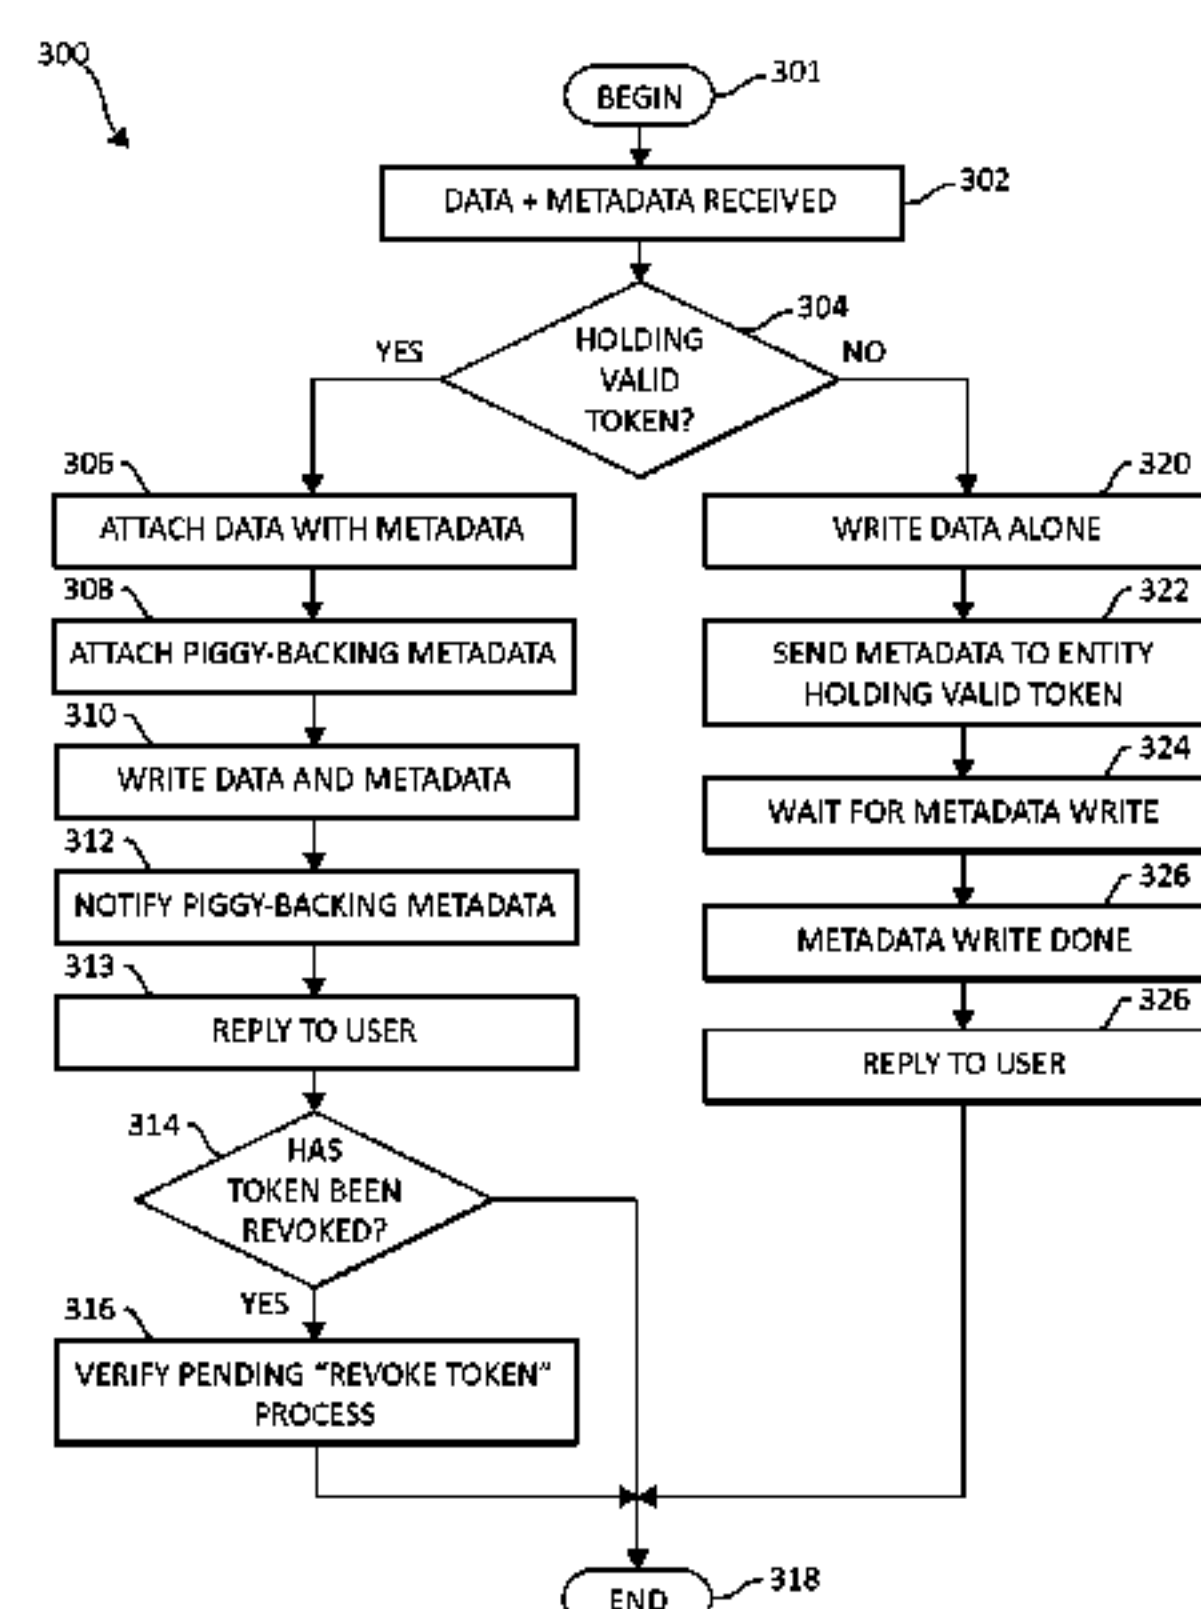 300
BEGIN
301
DATA + METADATA RECEIVED
302
HOLDING
VALID
TOKEN?
304
YES
NO
306
ATTACH DATA WITH METADATA
308
ATTACH PIGGY-BACKING METADATA
310
WRITE DATA AND METADATA
312
NOTIFY PIGGY-BACKING METADATA
313
REPLY TO USER
314
HAS
TOKEN BEEN
REVOKED?
YES
316
VERIFY PENDING "REVOKE TOKEN"
PROCESS
320
WRITE DATA ALONE
322
SEND METADATA TO ENTITY
HOLDING VALID TOKEN
324
WAIT FOR METADATA WRITE
326
METADATA WRITE DONE
326
REPLY TO USER
END
318